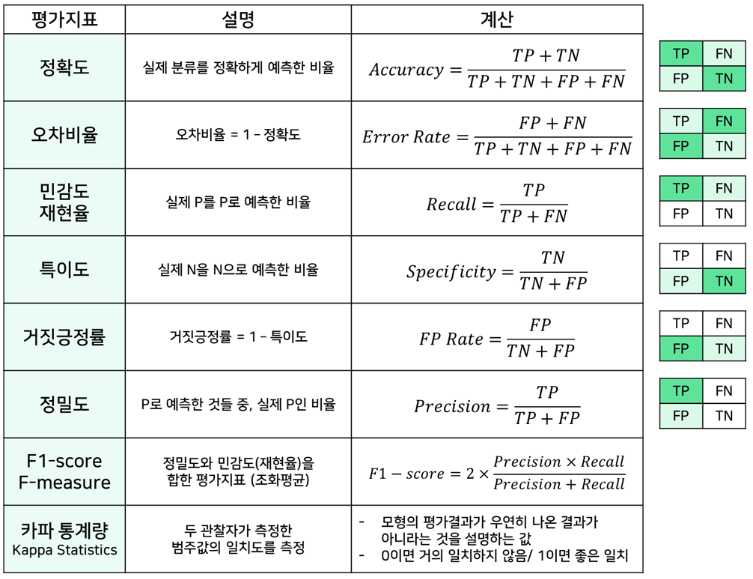 평가지표 설명 계산
정확도 실제 분류를 정확하게 예측한 비율 Accuracy = (TP + TN) / (TP + TN + FP + FN)
TP FN
FP TN
오차비율 오차비율 = 1 - 정확도 Error Rate = (FP + FN) / (TP + TN + FP + FN)
TP FN
FP TN
민감도
재현율
실제 P를 P로 예측한 비율 Recall = TP / (TP + FN)
TP FN
FP TN
특이도 실제 N을 N으로 예측한 비율 Specificity = TN / (TN + FP)
TP FN
FP TN
거짓긍정률 거짓긍정률 = 1 - 특이도 FP Rate = FP / (TN + FP)
TP FN
FP TN
정밀도 P로 예측한 것들 중, 실제 P인 비율 Precision = TP / (TP + FP)
TP FN
FP TN
F1-score
F-measure
정밀도와 민감도(재현율)을
합한 평가지표 (조화평균)
F1 - score = 2 × (Precision × Recall) / (Precision + Recall)
카파 통계량
Kappa Statistics
두 관찰자가 측정한
범주값의 일치도를 측정
- 모형의 평가결과가 우연히 나온 결과가
아니라는 것을 설명하는 값
- 0이면 거의 일치하지 않음/ 1이면 좋은 일치